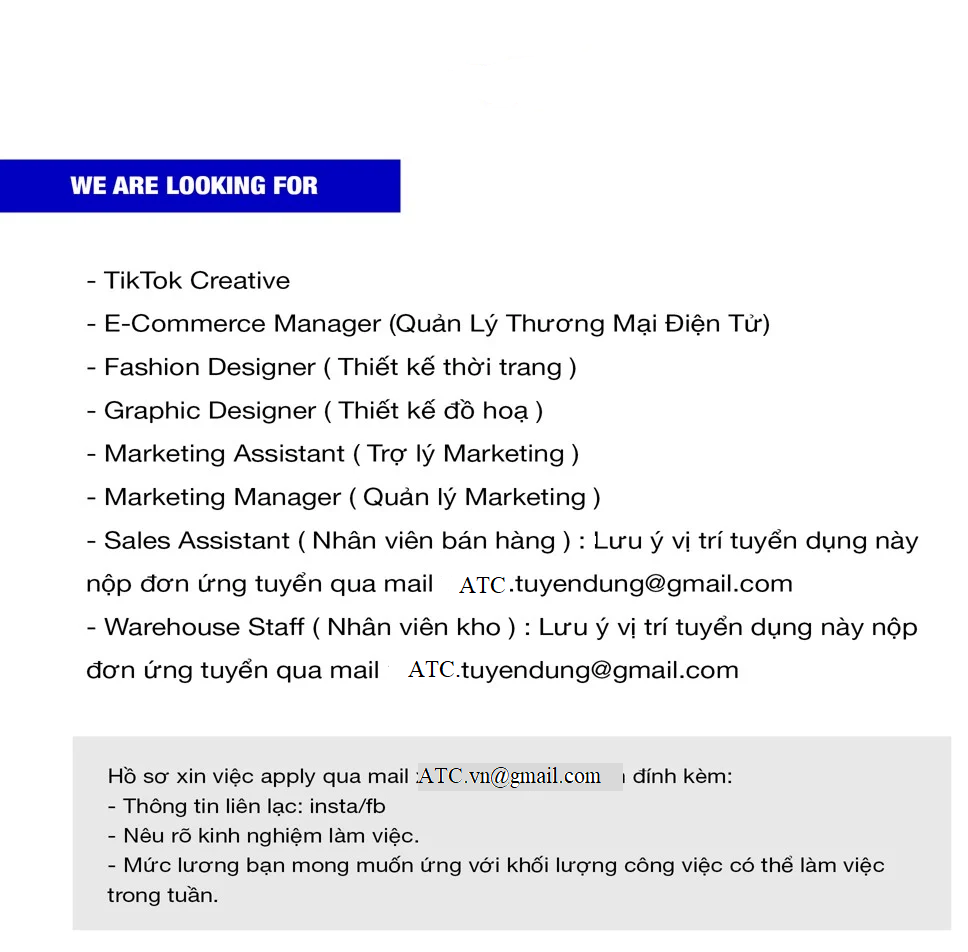 WE ARE LOOKING FOR
- TikTok Creative
- E-Commerce Manager (Quản Lý Thương Mại Điện Tử)
- Fashion Designer ( Thiết kế thời trang )
- Graphic Designer ( Thiết kế đồ hoạ )
- Marketing Assistant ( Trợ lý Marketing )
- Marketing Manager ( Quản lý Marketing )
- Sales Assistant ( Nhân viên bán hàng ) : Lưu ý vị trí tuyển dụng này
nộp đơn ứng tuyển qua mail ATC.tuyendung@gmail.com
- Warehouse Staff ( Nhân viên kho ) : Lưu ý vị trí tuyển dụng này nộp
đơn ứng tuyển qua mail ATC.tuyendung@gmail.com
Hồ sơ xin việc apply qua mail :ATC.vn@gmail.com đính kèm:
- Thông tin liên lạc: insta/fb
- Nêu rõ kinh nghiệm làm việc.
- Mức lương bạn mong muốn ứng với khối lượng công việc có thể làm việc
trong tuần.